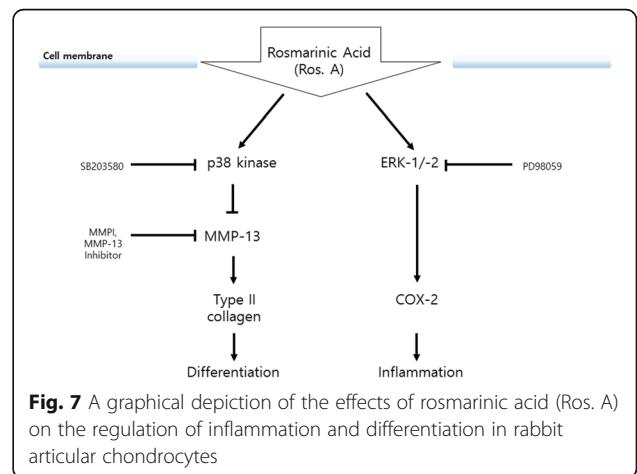 Cell membrane
Rosmarinic Acid
(Ros. A)
SB203580
p38 kinase
ERK-1/-2
PD98059
MMPI,
MMP-13
Inhibitor
MMP-13
Type II
collagen
COX-2
Differentiation
Inflammation
Fig. 7 A graphical depiction of the effects of rosmarinic acid (Ros. A)
on the regulation of inflammation and differentiation in rabbit
articular chondrocytes